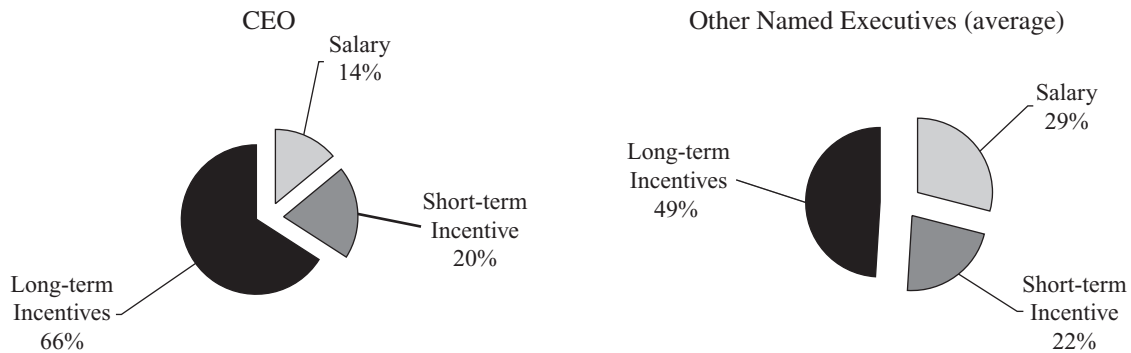 CEO
Salary
14%
Short-term
Incentive
20%
Long-term
Incentives
66%
Other Named Executives (average)
Salary
29%
Long-term
Incentives
49%
Short-term
Incentive
22%